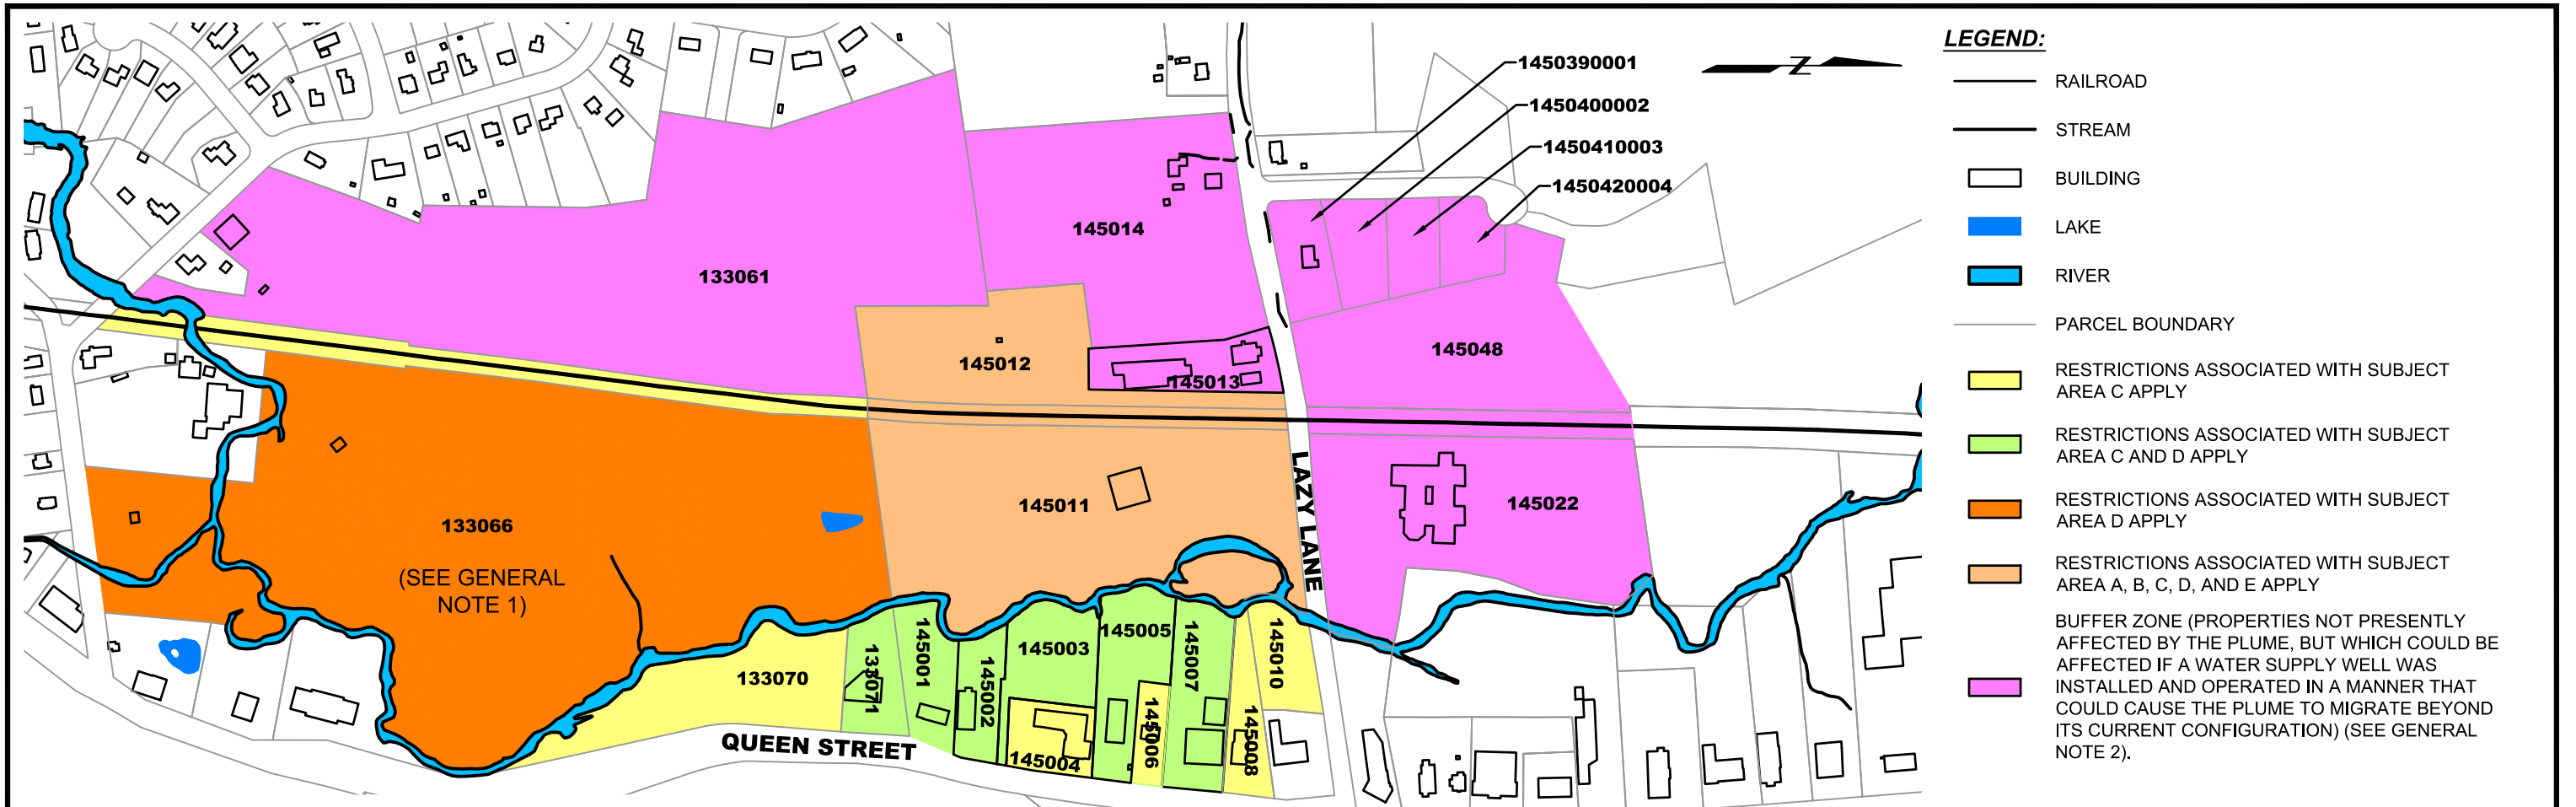 1450390001
1450400002
1450410003
1450420004
Z
145014
133061
145012
145013
145048
LAZY LANE
145011
145022
133066
(SEE GENERAL
NOTE 1)
133070
133071
145001
145002
145003
145004
145005
145006
145007
145008
145010
QUEEN STREET
LEGEND:
RAILROAD
STREAM
BUILDING
LAKE
RIVER
PARCEL BOUNDARY
RESTRICTIONS ASSOCIATED WITH SUBJECT
AREA C APPLY
RESTRICTIONS ASSOCIATED WITH SUBJECT
AREA C AND D APPLY
RESTRICTIONS ASSOCIATED WITH SUBJECT
AREA D APPLY
RESTRICTIONS ASSOCIATED WITH SUBJECT
AREA A, B, C, D, AND E APPLY
BUFFER ZONE (PROPERTIES NOT PRESENTLY
AFFECTED BY THE PLUME, BUT WHICH COULD BE
AFFECTED IF A WATER SUPPLY WELL WAS
INSTALLED AND OPERATED IN A MANNER THAT
COULD CAUSE THE PLUME TO MIGRATE BEYOND
ITS CURRENT CONFIGURATION) (SEE GENERAL
NOTE 2).